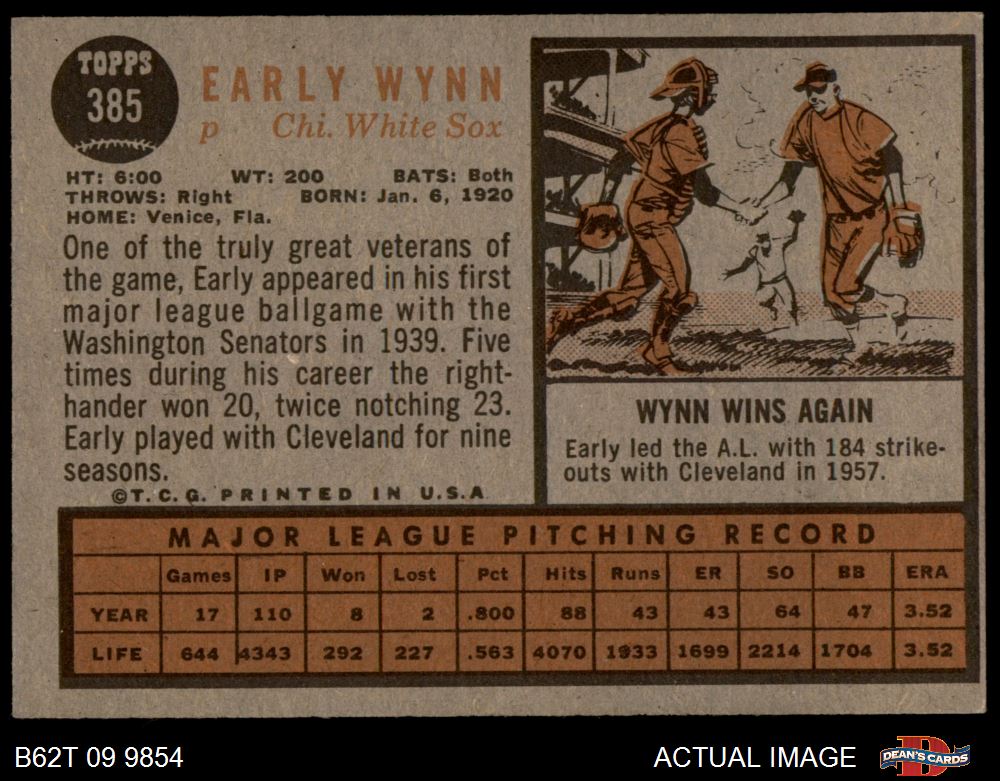 TOPPS
385
EARLY WYNN
p Chi. White Sox
HT: 6:00 WT: 200 BATS: Both
THROWS: Right BORN: Jan. 6, 1920
HOME: Venice, Fla.
One of the truly great veterans of
the game, Early appeared in his first
major league ballgame with the
Washington Senators in 1939. Five
times during his career the right-
hander won 20, twice notching 23.
Early played with Cleveland for nine
seasons.
©T.C.G. PRINTED IN U.S.A
WYNN WINS AGAIN
Early led the A.L. with 184 strike-
outs with Cleveland in 1957.
MAJOR LEAGUE PITCHING RECORD
Games IP Won Lost Pct Hits Runs ER SO BB ERA
YEAR 17 110 8 2 .800 88 43 43 64 47 3.52
LIFE 644 4343 292 227 .563 4070 1933 1699 2214 1704 3.52
B62T 09 9854
ACTUAL IMAGE
DEAN'S CARDS